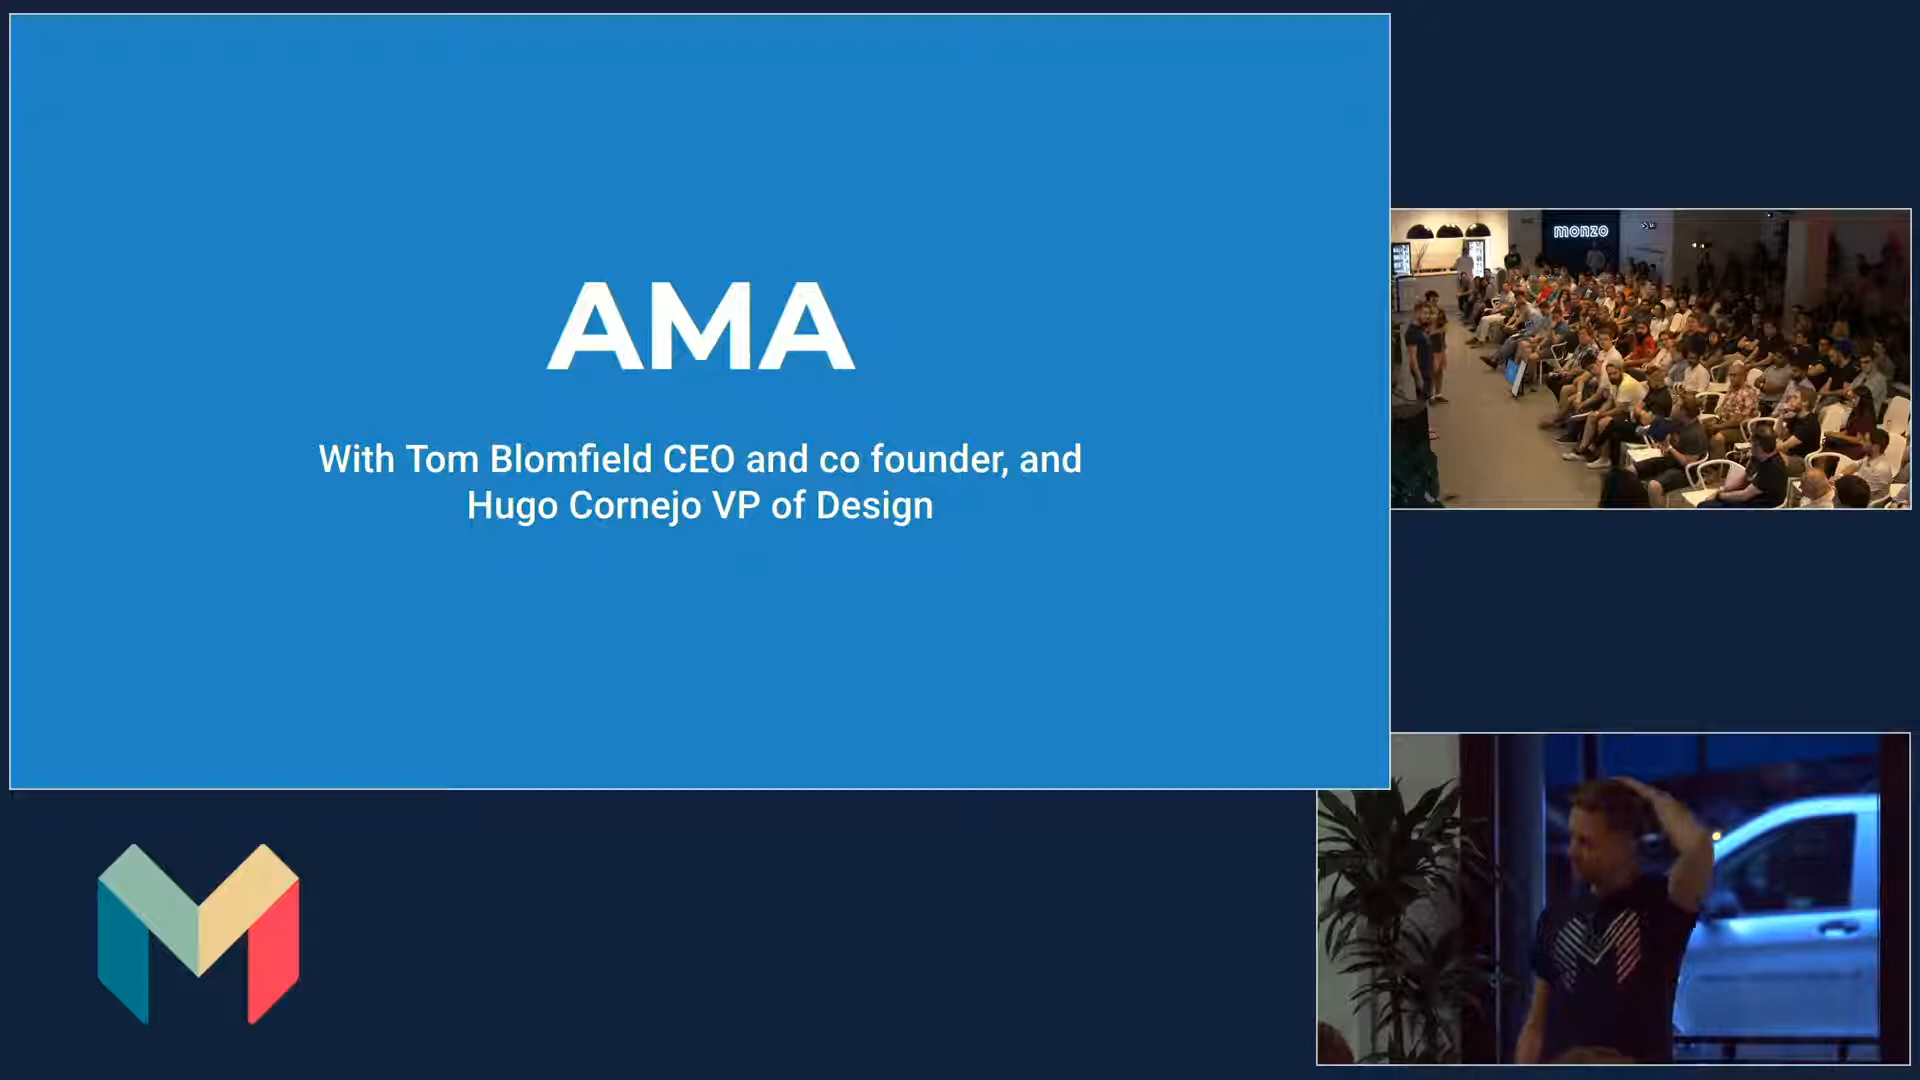 AMA
With Tom Blomfield CEO and co founder, and
Hugo Cornejo VP of Design
monzo